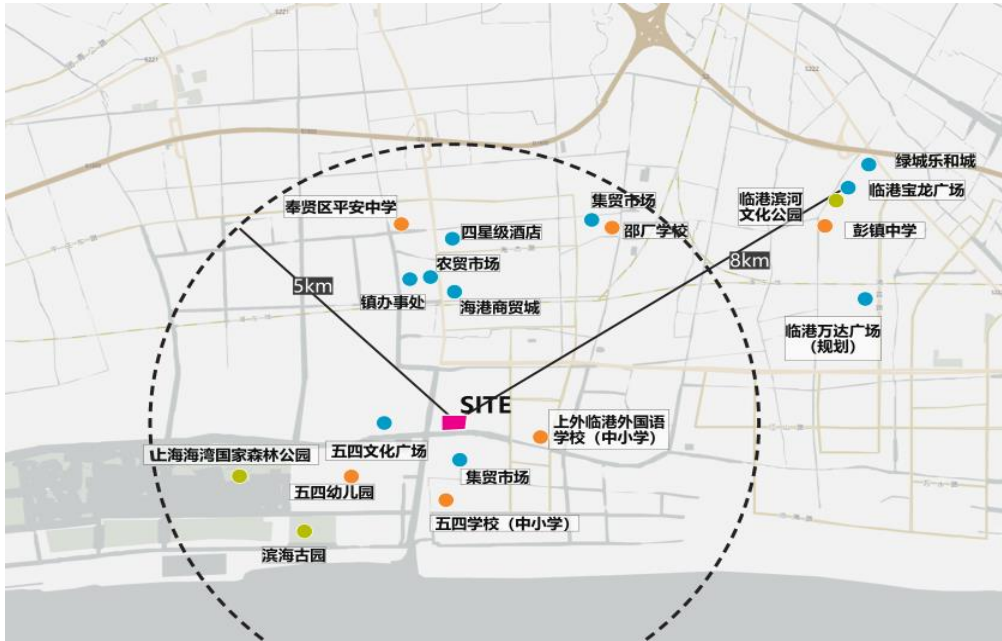 绿城乐和城
临港宝龙广场
临港滨河
文化公园
彭镇中学
集贸市场
邵厂学校
奉贤区平安中学
四星级酒店
农贸市场
镇办事处
海港商贸城
5km
8km
临港万达广场
（规划）
SITE
上外临港外国语
学校（中小学）
五四文化广场
上海海湾国家森林公园
集贸市场
五四幼儿园
五四学校（中小学）
滨海古园
S221
S222